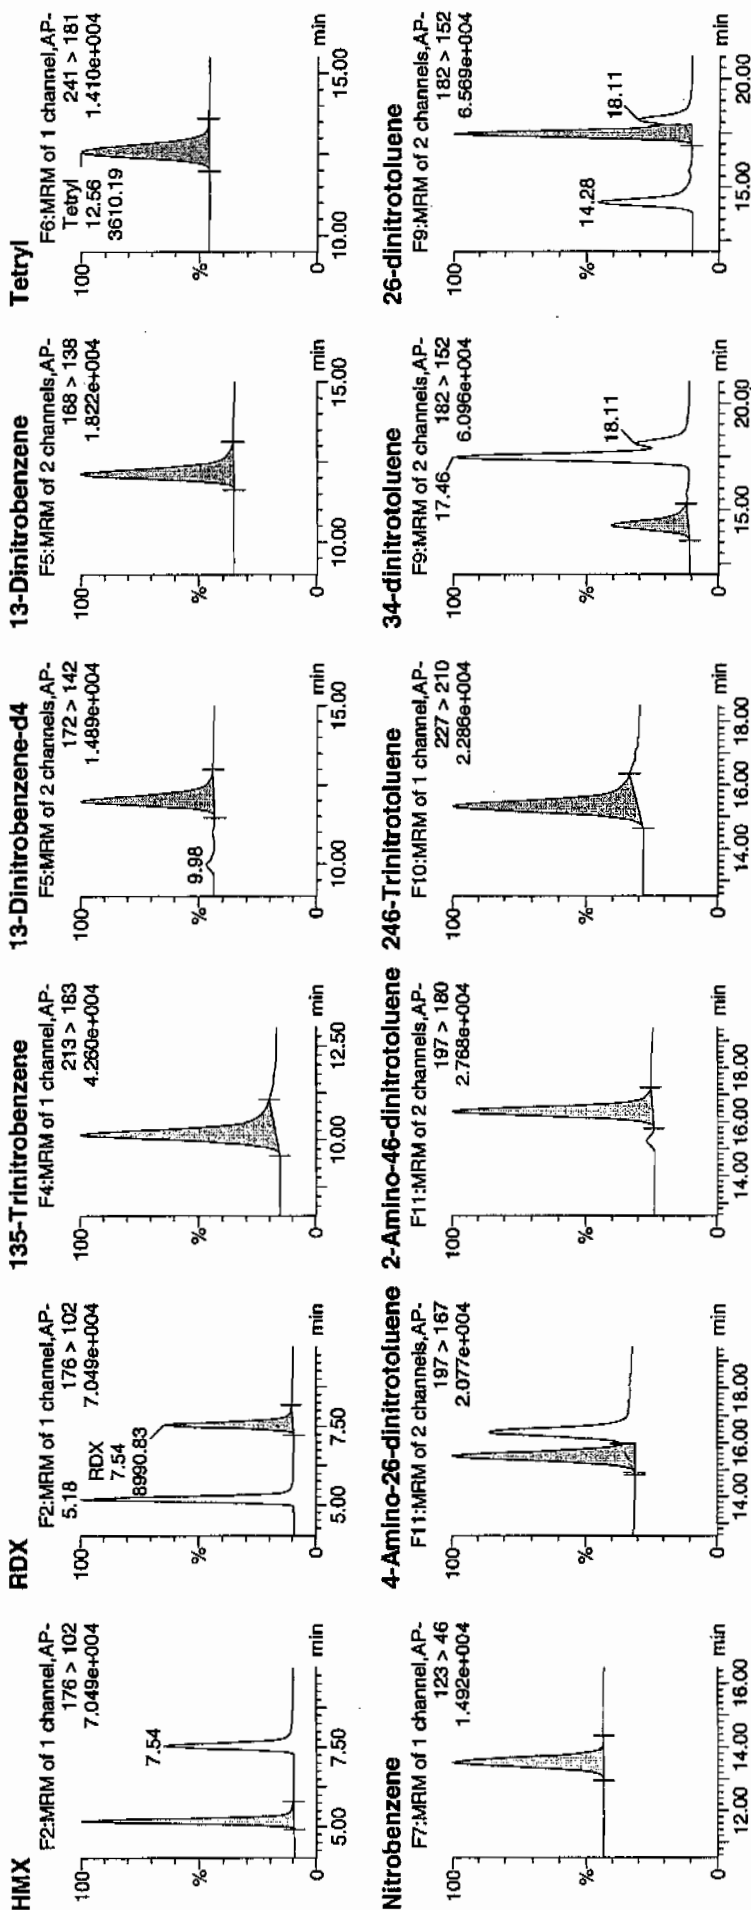 HMX
F2:MRM of 1 channel,AP-
176 > 102
7.049e+004
100
%
0
7.54
5.00 7.50 min
RDX
F2:MRM of 1 channel,AP-
176 > 102
7.049e+004
100
5.18
RDX
7.54
8990.83
%
0
5.00 7.50 min
135-Trinitrobenzene
F4:MRM of 1 channel,AP-
213 > 183
4.260e+004
100
%
0
10.00 12.50 min
13-Dinitrobenzene-d4
F5:MRM of 2 channels,AP-
172 > 142
1.489e+004
100
%
9.98
0
10.00 15.00 min
13-Dinitrobenzene
F5:MRM of 2 channels,AP-
168 > 138
1.822e+004
100
%
0
10.00 15.00 min
Tetryl
F6:MRM of 1 channel,AP-
241 > 181
1.410e+004
100
Tetryl
12.56
3610.19
%
0
10.00 15.00 min
Nitrobenzene
F7:MRM of 1 channel,AP-
123 > 46
1.492e+004
100
%
0
12.00 14.00 16.00 min
4-Amino-26-dinitrotoluene
F11:MRM of 2 channels,AP-
197 > 167
2.077e+004
100
%
0
14.00 16.00 18.00 min
2-Amino-46-dinitrotoluene
F11:MRM of 2 channels,AP-
197 > 180
2.768e+004
100
%
0
14.00 16.00 18.00 min
246-Trinitrotoluene
F10:MRM of 1 channel,AP-
227 > 210
2.286e+004
100
%
0
14.00 16.00 18.00 min
34-dinitrotoluene
F9:MRM of 2 channels,AP-
182 > 152
6.096e+004
100
17.46
18.11
%
0
15.00 20.00 min
26-dinitrotoluene
F9:MRM of 2 channels,AP-
182 > 152
6.569e+004
100
14.28
18.11
%
0
15.00 20.00 min